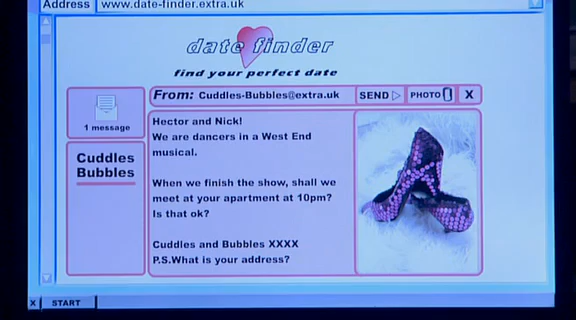 Address www.date-finder.extra.uk
date finder
find your perfect date
From: Cuddles-Bubbles@extra.uk SEND PHOTO X
1 message
Cuddles
Bubbles
Hector and Nick!
We are dancers in a West End
musical.
When we finish the show, shall we
meet at your apartment at 10pm?
Is that ok?
Cuddles and Bubbles XXXX
P.S.What is your address?
X START